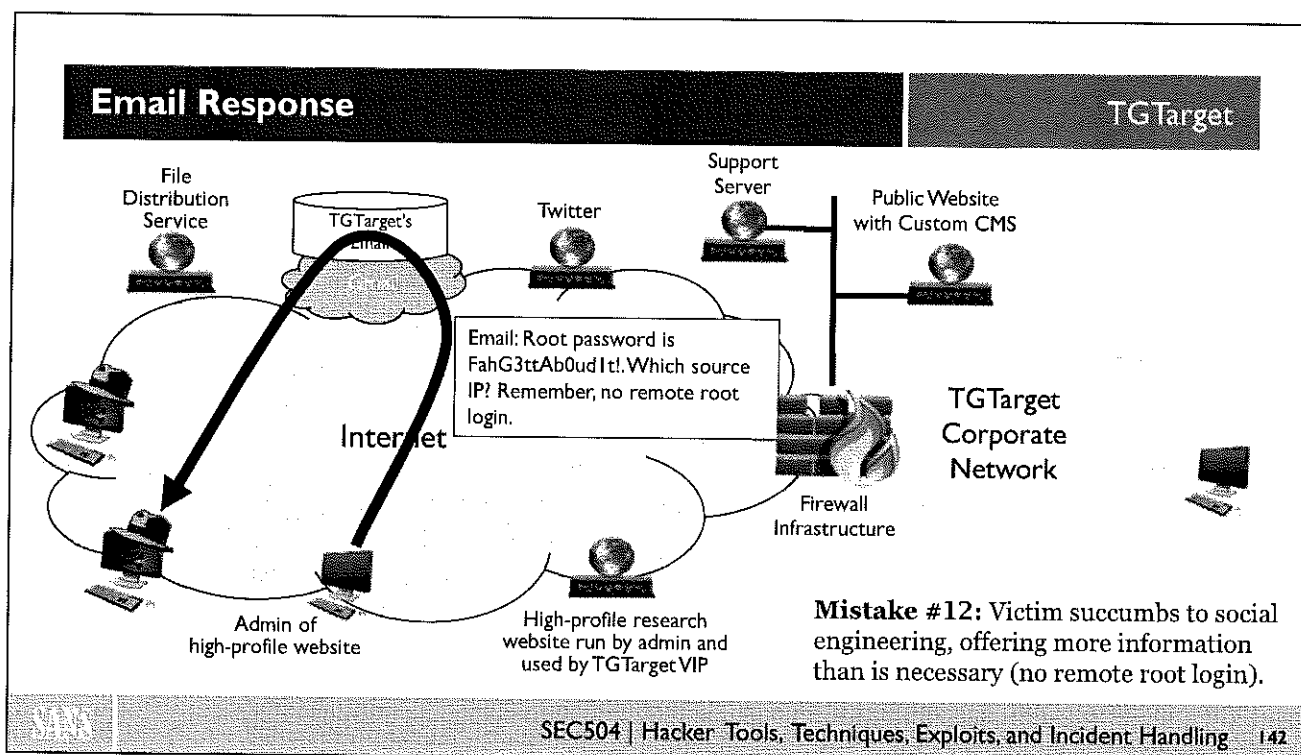 Email Response
TGTarget
File
Distribution
Service
TGTarget's
Email
Twitter
Support
Server
Public Website
with Custom CMS
Email: Root password is
FahG3ttAb0ud1t!. Which source
IP? Remember, no remote root
login.
Internet
TGTarget
Corporate
Network
Firewall
Infrastructure
Admin of
high-profile website
High-profile research
website run by admin and
used by TGTarget VIP
Mistake #12: Victim succumbs to social
engineering, offering more information
than is necessary (no remote root login).
SANS
SEC504 | Hacker Tools, Techniques, Exploits, and Incident Handling 142